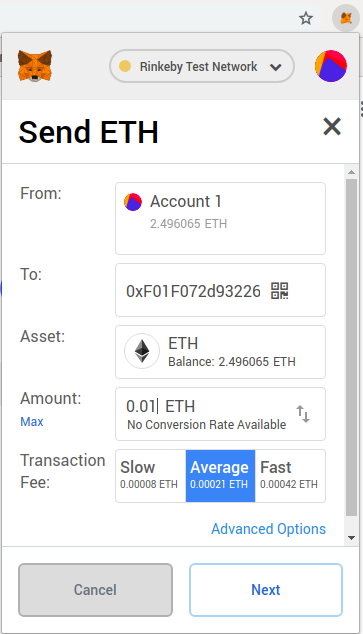 Rinkeby Test Network
Send ETH
From:
Account 1
2.496065 ETH
To:
0xF01F072d93226
Asset:
ETH
Balance: 2.496065 ETH
Amount:
Max
0.01 ETH
No Conversion Rate Available
Transaction
Fee:
Slow
0.00008 ETH
Average
0.00021 ETH
Fast
0.00042 ETH
Advanced Options
Cancel
Next